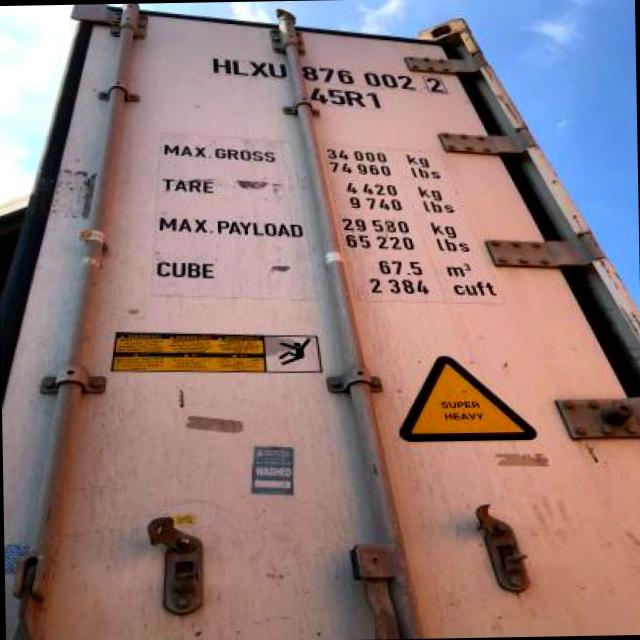 HLXU 876 002 2
45R1
MAX.GROSS 34 000 kg
74 960 lbs
TARE 4 420 kg
9 740 lbs
MAX.PAYLOAD 29 580 kg
65 220 lbs
CUBE 67.5 m³
2 384 cuft
SUPER
HEAVY
WASHED